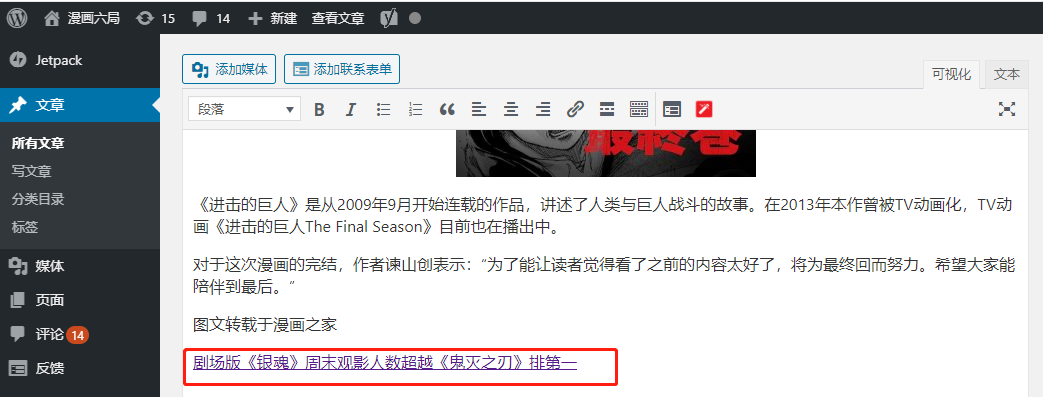 漫画六局 15 14 新建 查看文章
Jetpack
文章
所有文章
写文章
分类目录
标签
媒体
页面
评论 14
反馈
添加媒体 添加联系表单
可视化 文本
段落 B I
最終巻
《进击的巨人》是从2009年9月开始连载的作品，讲述了人类与巨人战斗的故事。在2013年本作曾被TV动画化，TV动
画《进击的巨人The Final Season》目前也在播出中。
对于这次漫画的完结，作者谏山创表示：“为了能让读者觉得看了之前的内容太好了，将为最终回而努力。希望大家能
陪伴到最后。”
图文转载于漫画之家
剧场版《银魂》周末观影人数超越《鬼灭之刃》排第一